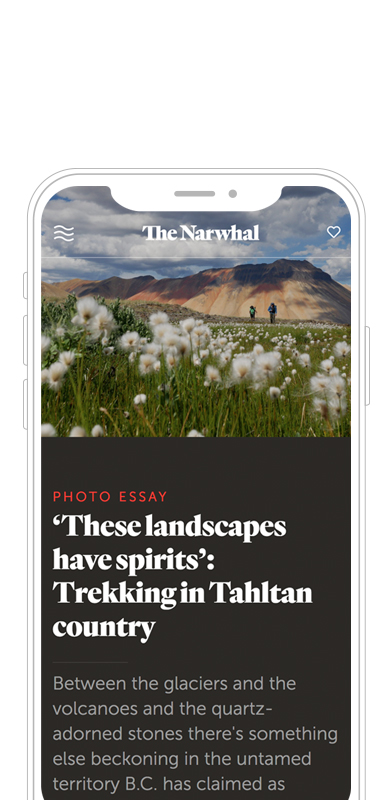 The Narwhal
PHOTO ESSAY
‘These landscapes
have spirits’:
Trekking in Tahltan
country
Between the glaciers and the
volcanoes and the quartz-
adorned stones there's something
else beckoning in the untamed
territory B.C. has claimed as